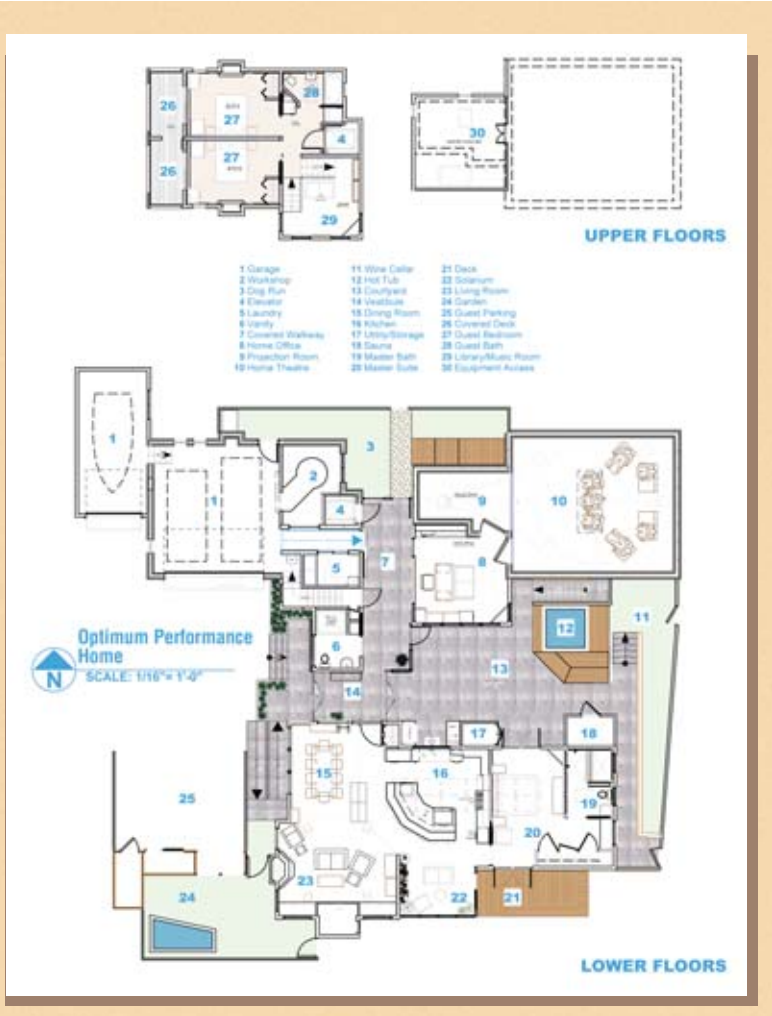 26
28
27
4
26
27
29
30
UPPER FLOORS
1 Garage
2 Workshop
3 Dog Run
4 Elevator
5 Laundry
6 Vanity
7 Covered Walkway
8 Home Office
9 Projection Room
10 Home Theatre
11 Wine Cellar
12 Hot Tub
13 Courtyard
14 Vestibule
15 Dining Room
16 Kitchen
17 Utility/Storage
18 Sauna
19 Master Bath
20 Master Suite
21 Deck
22 Solarium
23 Living Room
24 Garden
25 Guest Parking
26 Covered Deck
27 Guest Bedroom
28 Guest Bath
29 Library/Music Room
30 Equipment Access
1
3
2
1
4
9
10
5
7
8
11
12
Optimum Performance
Home
N
SCALE: 1/16"= 1'-0"
6
13
14
17
18
15
16
25
19
20
23
24
22
21
LOWER FLOORS